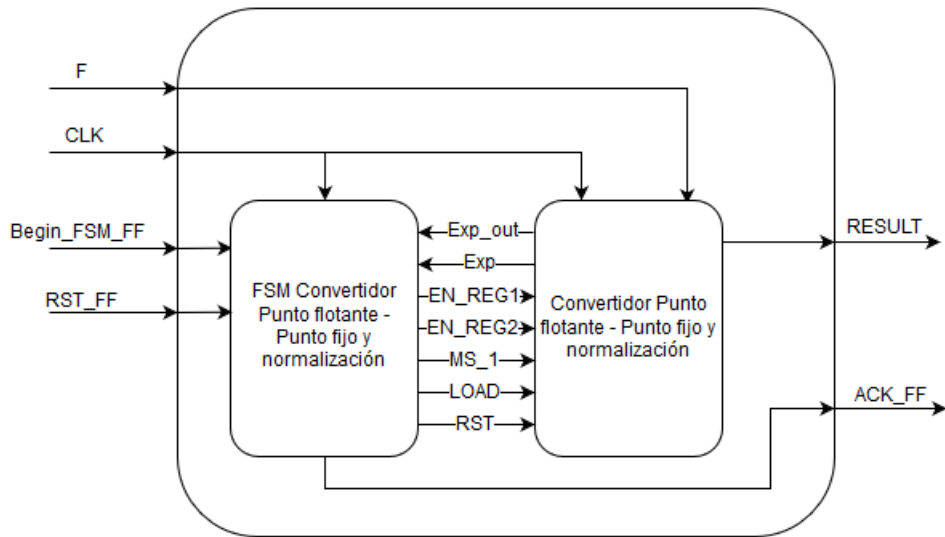 F
CLK
Begin_FSM_FF
RST_FF
FSM Convertidor
Punto flotante -
Punto fijo y
normalización
Exp_out
Exp
EN_REG1
EN_REG2
MS_1
LOAD
RST
Convertidor Punto
flotante - Punto fijo y
normalización
RESULT
ACK_FF